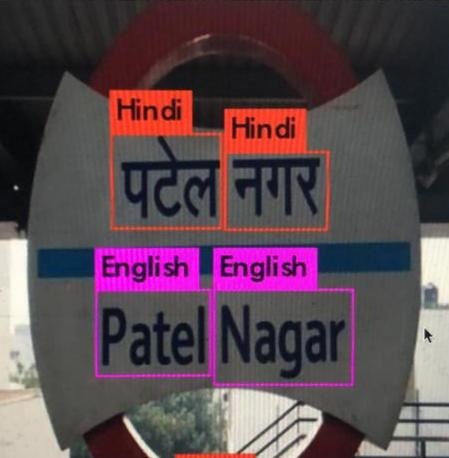 Hindi Hindi
पटेल नगर
English English
Patel Nagar